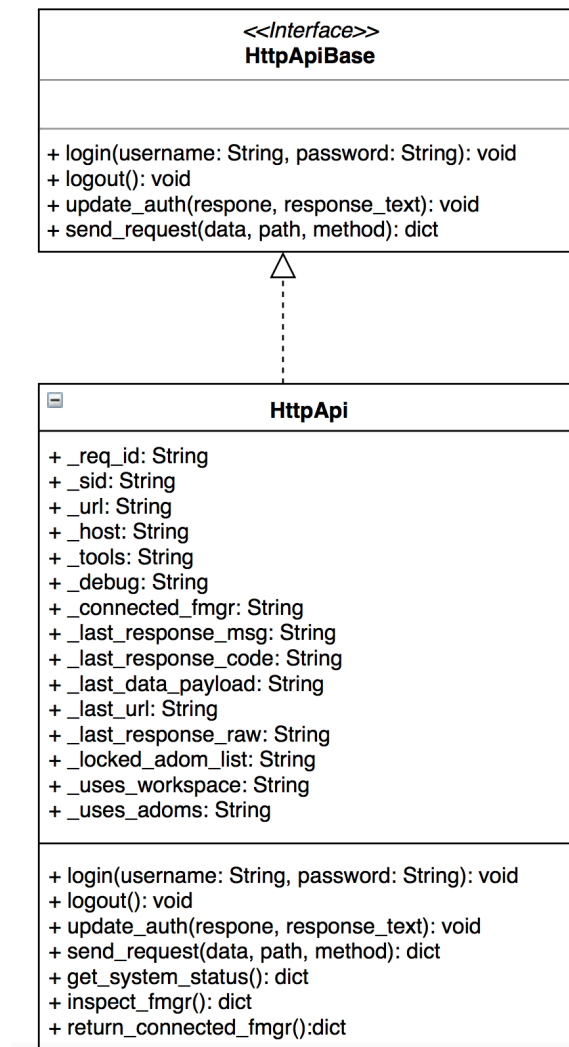 <<Interface>>
HttpApiBase
+ login(username: String, password: String): void
+ logout(): void
+ update_auth(respone, response_text): void
+ send_request(data, path, method): dict
HttpApi
+ _req_id: String
+ _sid: String
+ _url: String
+ _host: String
+ _tools: String
+ _debug: String
+ _connected_fmgr: String
+ _last_response_msg: String
+ _last_response_code: String
+ _last_data_payload: String
+ _last_url: String
+ _last_response_raw: String
+ _locked_adom_list: String
+ _uses_workspace: String
+ _uses_adoms: String
+ login(username: String, password: String): void
+ logout(): void
+ update_auth(respone, response_text): void
+ send_request(data, path, method): dict
+ get_system_status(): dict
+ inspect_fmgr(): dict
+ return_connected_fmgr():dict